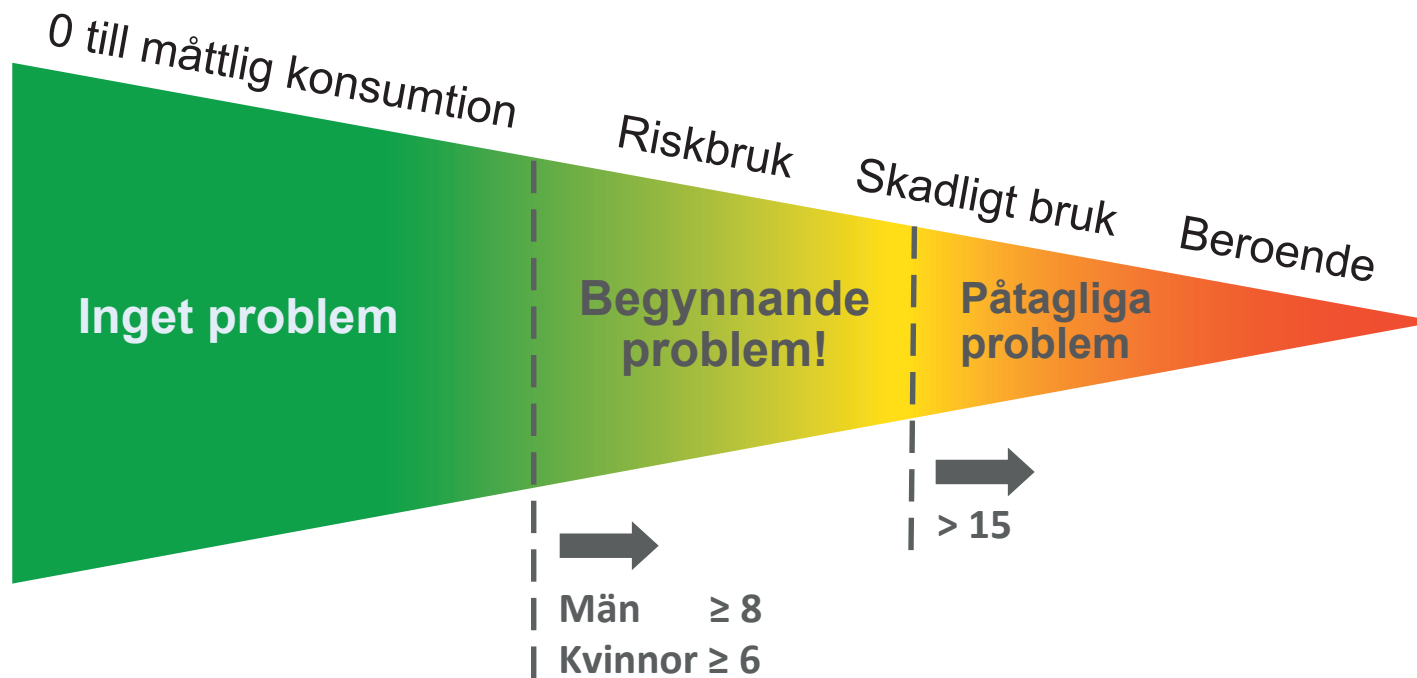 0 till måttlig konsumtion
Riskbruk
Skadligt bruk
Beroende
Inget problem
Begynnande
problem!
Påtagliga
problem
> 15
Män ≥ 8
Kvinnor ≥ 6